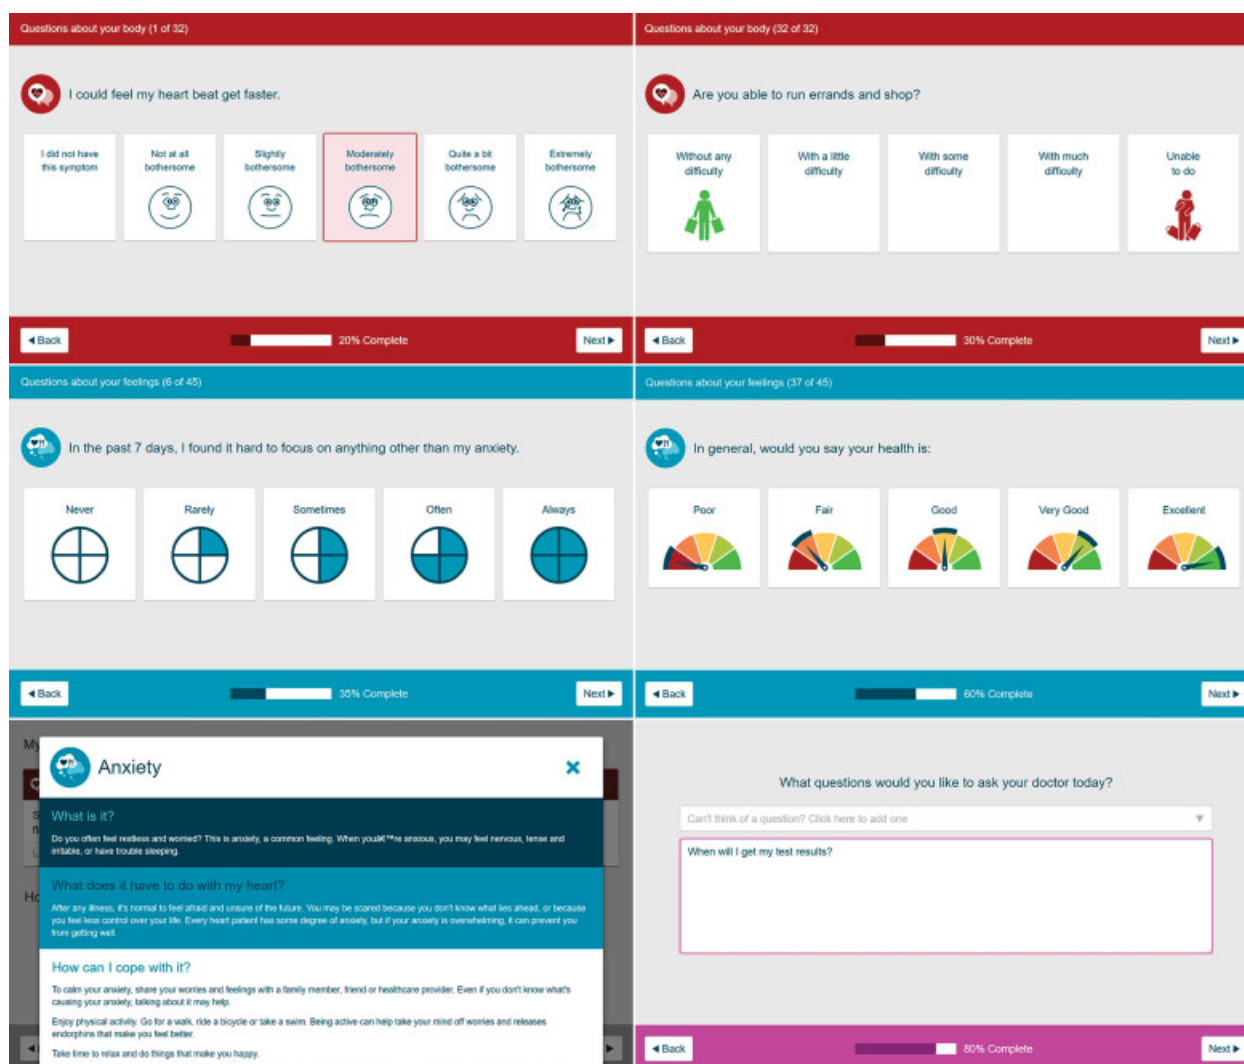 Questions about your body (1 of 32)
I could feel my heart beat get faster.
I did not have
this symptom
Not at all
bothersome
Slightly
bothersome
Moderately
bothersome
Quite a bit
bothersome
Extremely
bothersome
◄ Back
20% Complete
Next ►
Questions about your body (32 of 32)
Are you able to run errands and shop?
Without any
difficulty
With a little
difficulty
With some
difficulty
With much
difficulty
Unable
to do
◄ Back
30% Complete
Next ►
Questions about your feelings (6 of 45)
In the past 7 days, I found it hard to focus on anything other than my anxiety.
Never
Rarely
Sometimes
Often
Always
◄ Back
35% Complete
Next ►
Questions about your feelings (37 of 45)
In general, would you say your health is:
Poor
Fair
Good
Very Good
Excellent
◄ Back
60% Complete
Next ►
My
Ho
Anxiety
What is it?
Do you often feel restless and worried? This is anxiety, a common feeling. When youâ€™re anxious, you may feel nervous, tense and
irritable, or have trouble sleeping.
What does it have to do with my heart?
After any illness, it's normal to feel afraid and unsure of the future. You may be scared because you don't know what lies ahead, or because
you feel less control over your life. Every heart patient has some degree of anxiety, but if your anxiety is overwhelming, it can prevent you
from getting well.
How can I cope with it?
To calm your anxiety, share your worries and feelings with a family member, friend or healthcare provider. Even if you don't know what's
causing your anxiety, talking about it may help.
Enjoy physical activity. Go for a walk, ride a bicycle or take a swim. Being active can help take your mind off worries and releases
endorphins that make you feel better.
Take time to relax and do things that make you happy.
What questions would you like to ask your doctor today?
Can't think of a question? Click here to add one
When will I get my test results?
◄ Back
80% Complete
Next ►